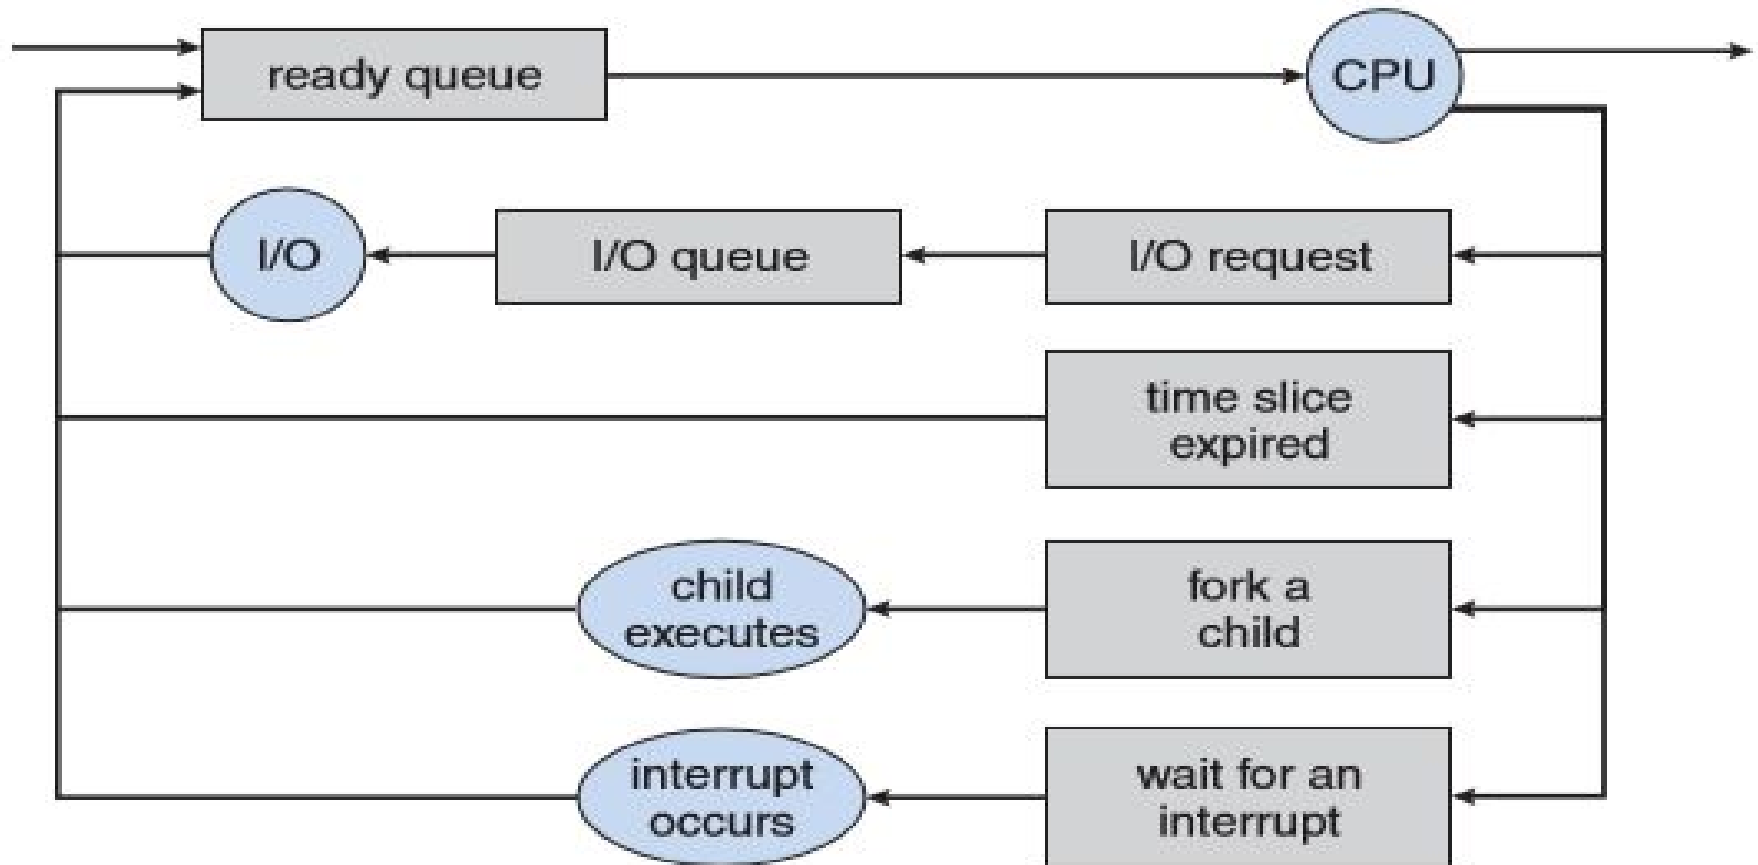 ready queue
CPU
I/O
I/O queue
I/O request
time slice
expired
child
executes
fork a
child
interrupt
occurs
wait for an
interrupt